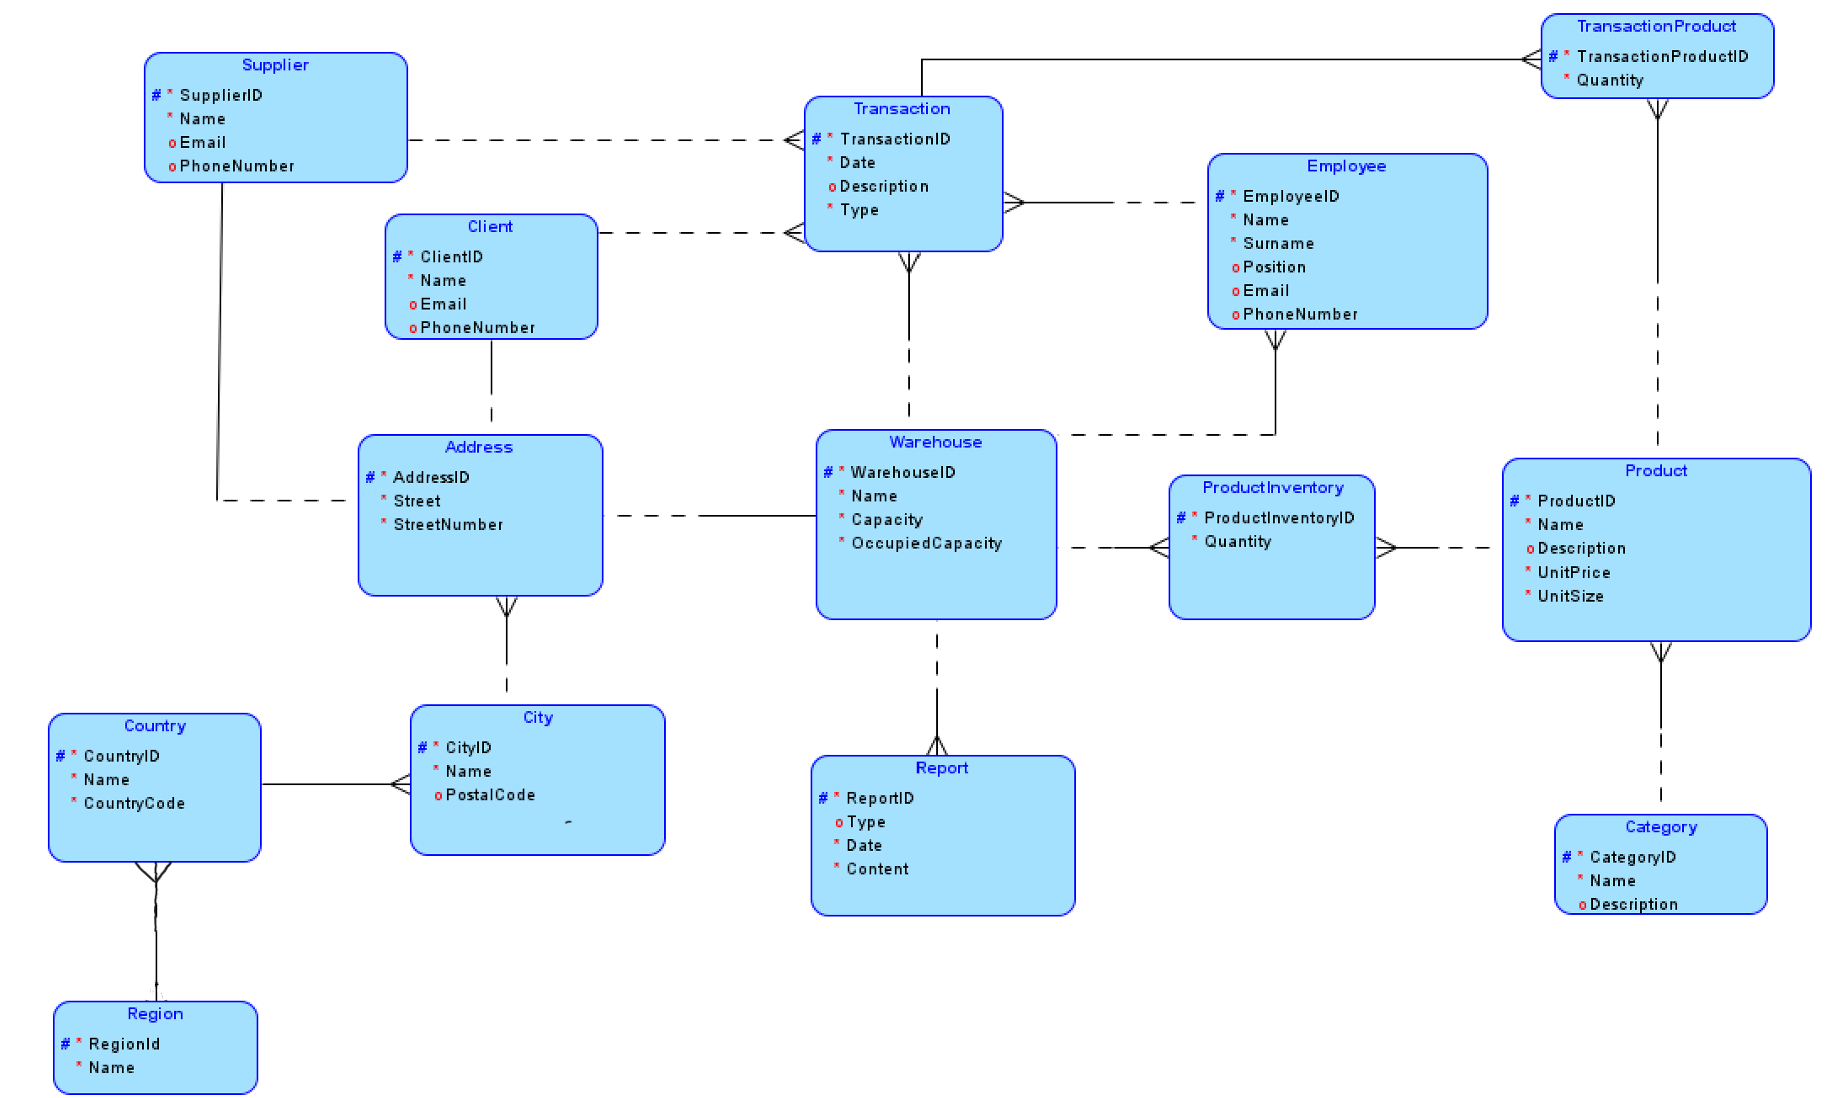 TransactionProduct
# * TransactionProductID
* Quantity
Supplier
# * SupplierID
* Name
o Email
o PhoneNumber
Transaction
# * TransactionID
* Date
o Description
* Type
Employee
# * EmployeeID
* Name
* Surname
o Position
o Email
o PhoneNumber
Client
# * ClientID
* Name
o Email
o PhoneNumber
Address
# * AddressID
* Street
* StreetNumber
Warehouse
# * WarehouseID
* Name
* Capacity
* OccupiedCapacity
ProductInventory
# * ProductInventoryID
* Quantity
Product
# * ProductID
* Name
o Description
* UnitPrice
* UnitSize
Country
# * CountryID
* Name
* CountryCode
City
# * CityID
* Name
o PostalCode
Report
# * ReportID
o Type
* Date
* Content
Category
# * CategoryID
* Name
o Description
Region
# * RegionId
* Name